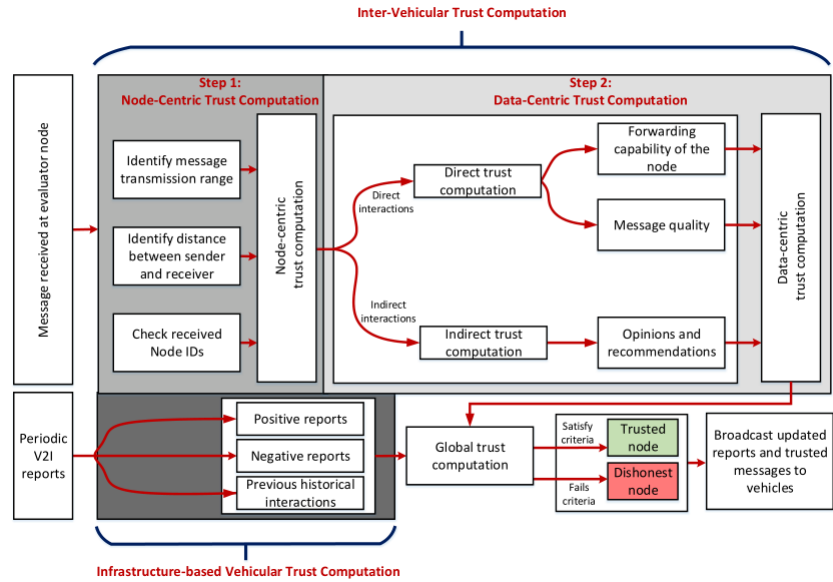 Inter-Vehicular Trust Computation
Message received at evaluator node
Step 1:
Node-Centric Trust Computation
Identify message
transmission range
Identify distance
between sender
and receiver
Check received
Node IDs
Node-centric
trust computation
Step 2:
Data-Centric Trust Computation
Direct
interactions
Direct trust
computation
Forwarding
capability of the
node
Message quality
Indirect
interactions
Indirect trust
computation
Opinions and
recommendations
Data-centric
trust computation
Periodic
V2I
reports
Positive reports
Negative reports
Previous historical
interactions
Global trust
computation
Satisfy
criteria
Trusted
node
Dishonest
node
Fails
criteria
Broadcast updated
reports and trusted
messages to
vehicles
Infrastructure-based Vehicular Trust Computation